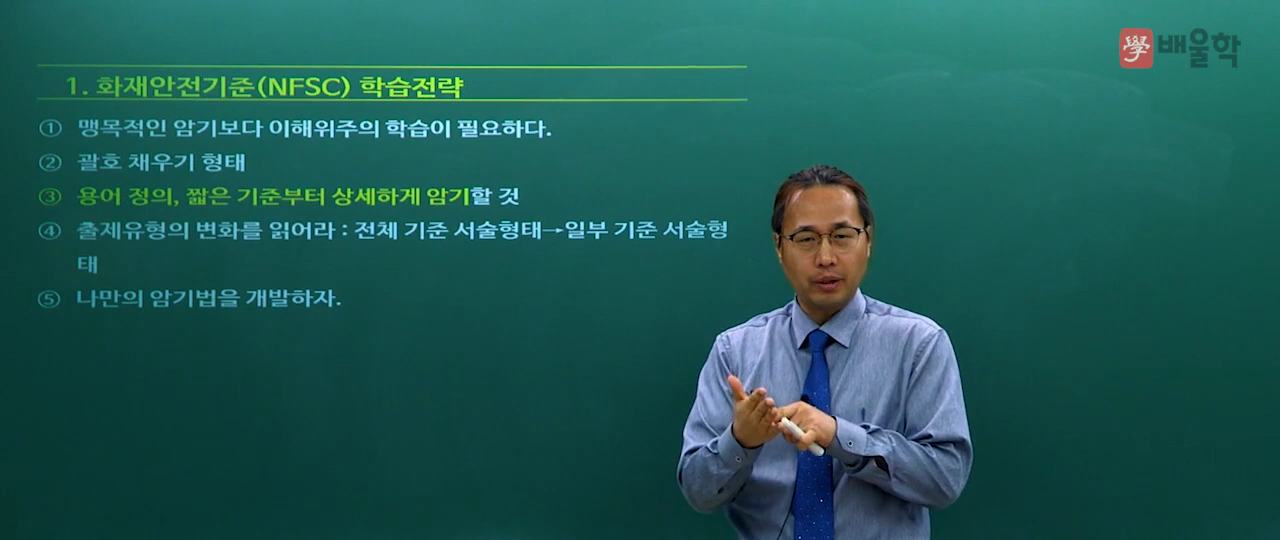 學 배울학
1. 화재안전기준(NFSC) 학습전략
① 맹목적인 암기보다 이해위주의 학습이 필요하다.
② 괄호 채우기 형태
③ 용어 정의, 짧은 기준부터 상세하게 암기할 것
④ 출제유형의 변화를 읽어라 : 전체 기준 서술형태→일부 기준 서술형
태
⑤ 나만의 암기법을 개발하자.